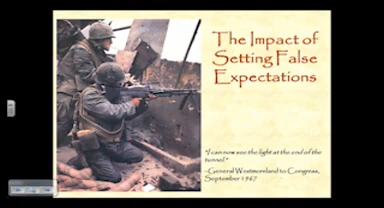 The Impact of
Setting False
Expectations
"I can now see the light at the end of the
tunnel."
-General Westmoreland to Congress,
September 1967